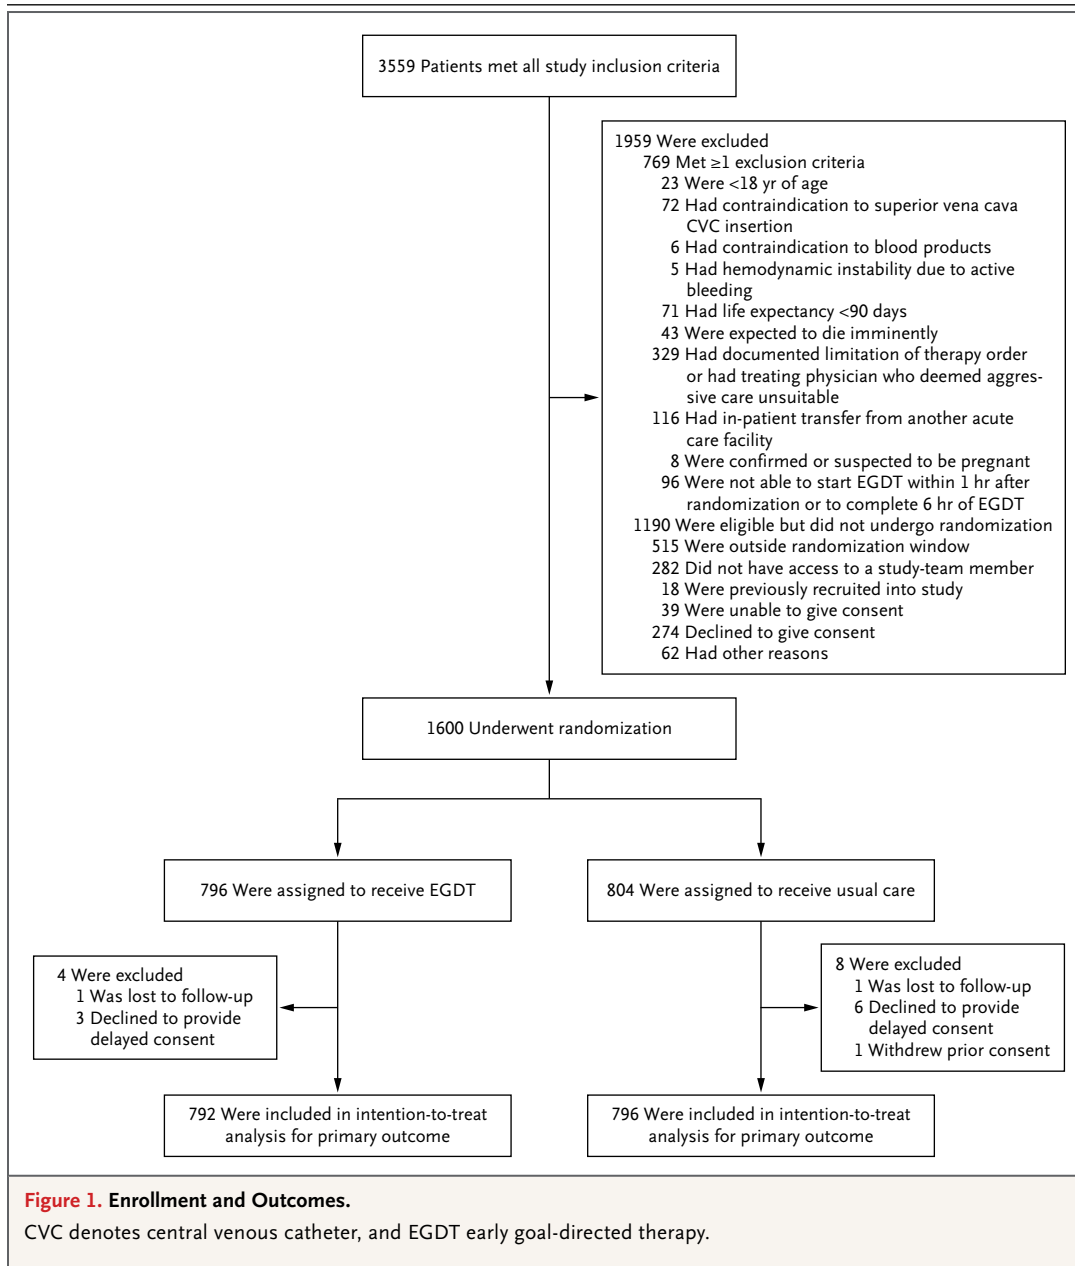 3559 Patients met all study inclusion criteria
1959 Were excluded
769 Met ≥1 exclusion criteria
23 Were <18 yr of age
72 Had contraindication to superior vena cava
CVC insertion
6 Had contraindication to blood products
5 Had hemodynamic instability due to active
bleeding
71 Had life expectancy <90 days
43 Were expected to die imminently
329 Had documented limitation of therapy order
or had treating physician who deemed aggres-
sive care unsuitable
116 Had in-patient transfer from another acute
care facility
8 Were confirmed or suspected to be pregnant
96 Were not able to start EGDT within 1 hr after
randomization or to complete 6 hr of EGDT
1190 Were eligible but did not undergo randomization
515 Were outside randomization window
282 Did not have access to a study-team member
18 Were previously recruited into study
39 Were unable to give consent
274 Declined to give consent
62 Had other reasons
1600 Underwent randomization
796 Were assigned to receive EGDT
804 Were assigned to receive usual care
4 Were excluded
1 Was lost to follow-up
3 Declined to provide
delayed consent
8 Were excluded
1 Was lost to follow-up
6 Declined to provide
delayed consent
1 Withdrew prior consent
792 Were included in intention-to-treat
analysis for primary outcome
796 Were included in intention-to-treat
analysis for primary outcome
Figure 1. Enrollment and Outcomes.
CVC denotes central venous catheter, and EGDT early goal-directed therapy.